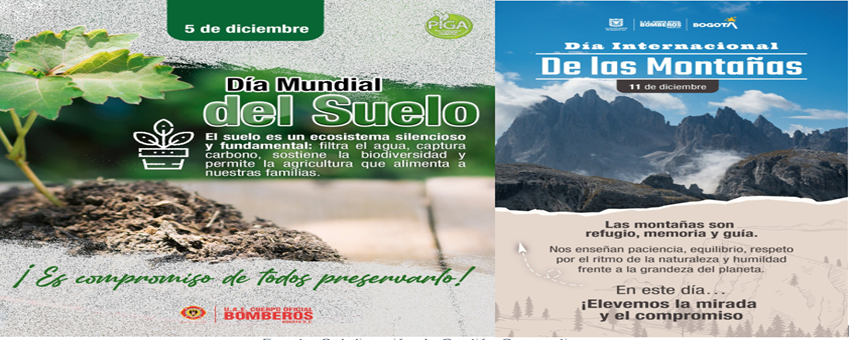 5 de diciembre
PIGA
Día Mundial
del Suelo
El suelo es un ecosistema silencioso
y fundamental: filtra el agua, captura
carbono, sostiene la biodiversidad y
permite la agricultura que alimenta a
nuestras familias.
¡Es compromiso de todos preservarlo!
U.A.E. CUERPO OFICIAL
BOMBEROS
BOMBEROS
BOGOTÁ
Día Internacional
De las Montañas
11 de diciembre
Las montañas son
refugio, memoria y guía.
Nos enseñan paciencia, equilibrio, respeto
por el ritmo de la naturaleza y humildad
frente a la grandeza del planeta.
En este día...
¡Elevemos la mirada
y el compromiso